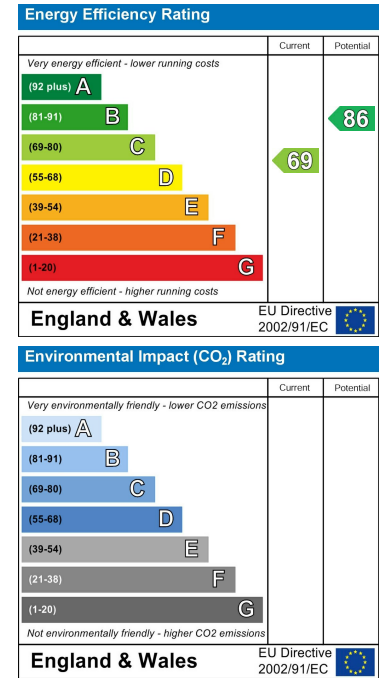 Energy Efficiency Rating
Current Potential
Very energy efficient - lower running costs
(92 plus) A
(81-91) B
(69-80) C
(55-68) D
(39-54) E
(21-38) F
(1-20) G
86
69
Not energy efficient - higher running costs
England & Wales
EU Directive
2002/91/EC
Environmental Impact (CO₂) Rating
Current Potential
Very environmentally friendly - lower CO2 emissions
(92 plus) A
(81-91) B
(69-80) C
(55-68) D
(39-54) E
(21-38) F
(1-20) G
Not environmentally friendly - higher CO2 emissions
England & Wales
EU Directive
2002/91/EC